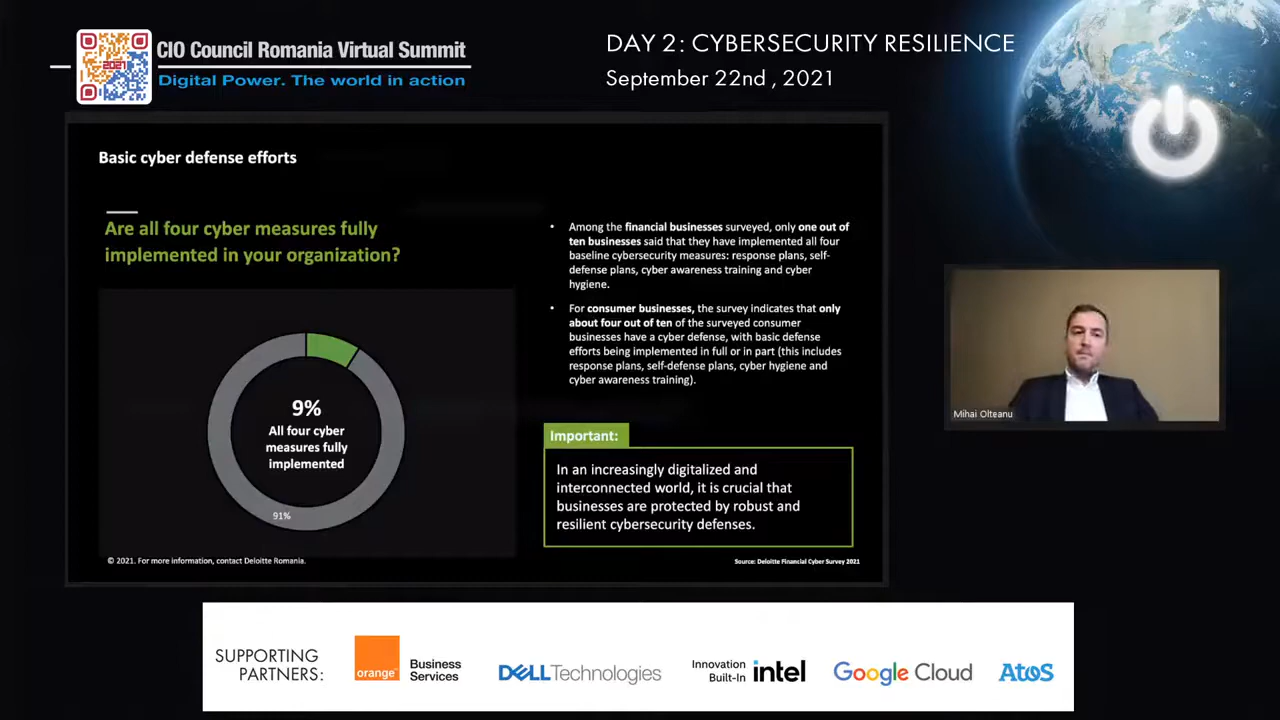 2021
CIO Council Romania Virtual Summit
Digital Power. The world in action
DAY 2: CYBERSECURITY RESILIENCE
September 22nd , 2021
Basic cyber defense efforts
Are all four cyber measures fully
implemented in your organization?
9%
All four cyber
measures fully
implemented
91%
© 2021. For more information, contact Deloitte Romania.
• Among the financial businesses surveyed, only one out of
ten businesses said that they have implemented all four
baseline cybersecurity measures: response plans, self-
defense plans, cyber awareness training and cyber
hygiene.
• For consumer businesses, the survey indicates that only
about four out of ten of the surveyed consumer
businesses have a cyber defense, with basic defense
efforts being implemented in full or in part (this includes
response plans, self-defense plans, cyber hygiene and
cyber awareness training).
Important:
In an increasingly digitalized and
interconnected world, it is crucial that
businesses are protected by robust and
resilient cybersecurity defenses.
Source: Deloitte Financial Cyber Survey 2021
Mihai Olteanu
SUPPORTING
PARTNERS:
orange™
Business
Services
DELL Technologies
Innovation
Built-In
intel
Google Cloud
Atos